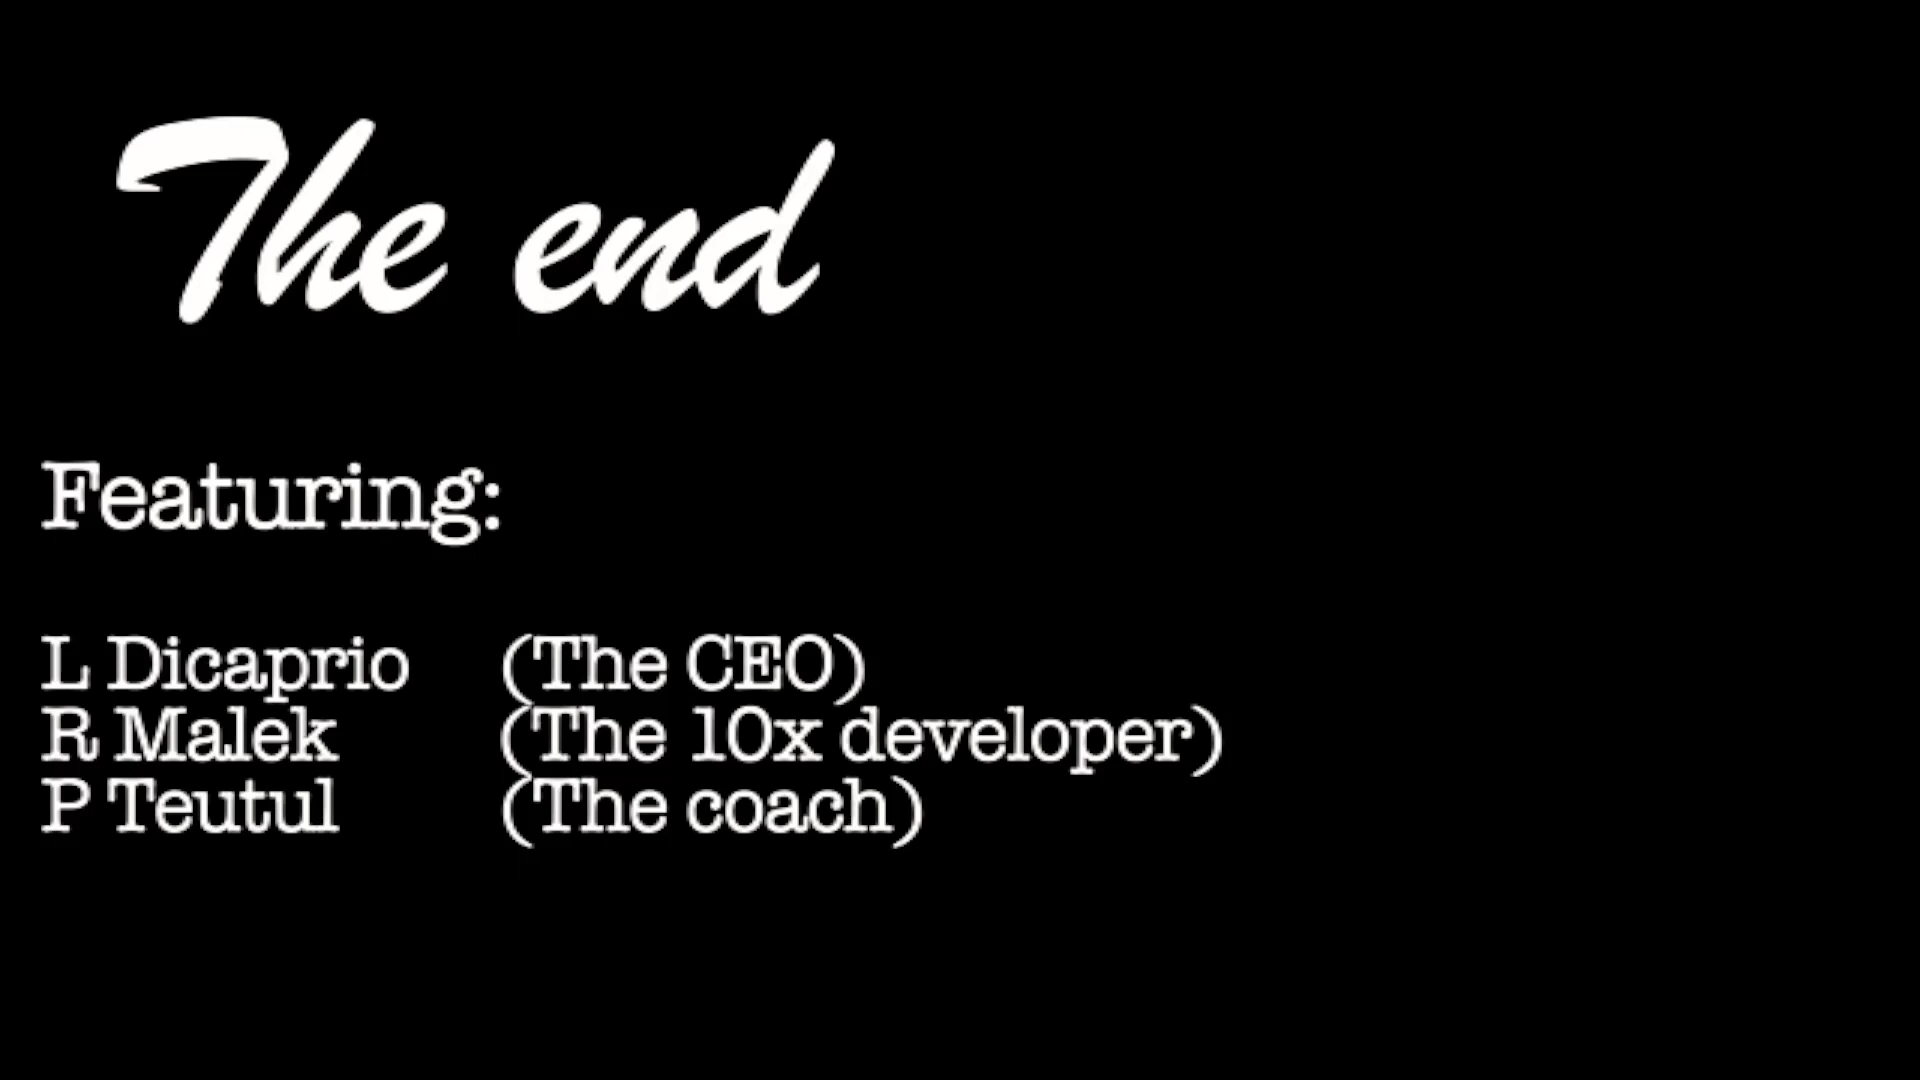 The end
Featuring:
L Dicaprio (The CEO)
R Malek (The 10x developer)
P Teutul (The coach)